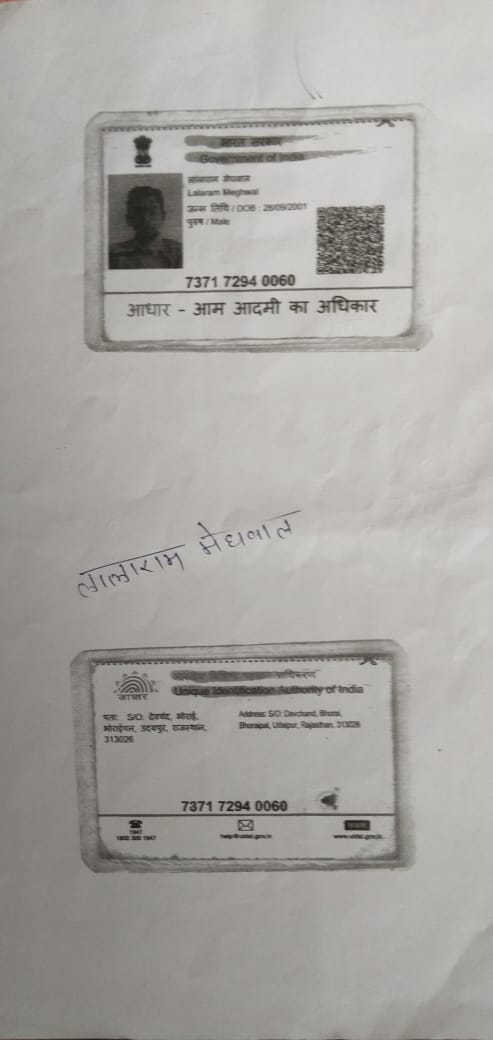 भारत सरकार
Government of India
लालाराम मेघवाल
Lalaram Meghwal
जन्म तिथि / DOB : 28/09/2001
पुरुष / Male
7371 7294 0060
आधार - आम आदमी का अधिकार
लालाराम मेघवाल
प्राधिकरण
Unique Identification Authority of India
आधार
पता: S/O: देवचंद, भोराई,
भोराईपाल, उदयपुर, राजस्थान,
313026
Address: S/O: Devchand, Bhorai,
Bhoraipal, Udaipur, Rajasthan, 313026
7371 7294 0060
1947
1800 300 1947
help@uidai.gov.in
www.uidai.gov.in